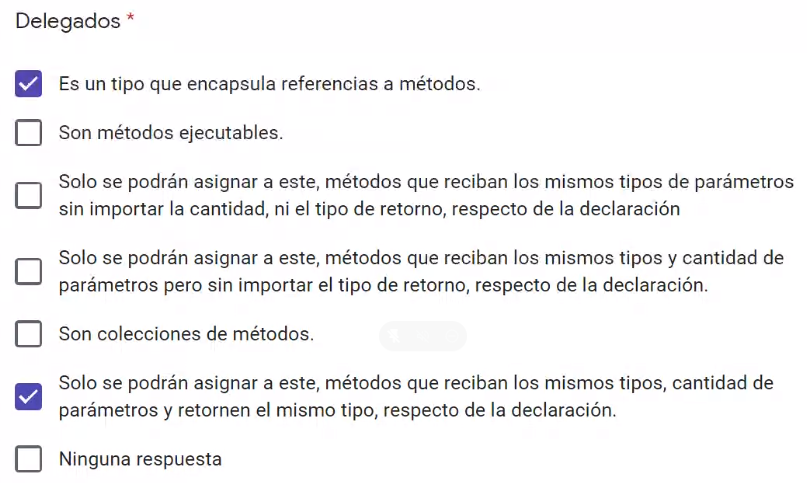 Delegados *
Es un tipo que encapsula referencias a métodos.
Son métodos ejecutables.
Solo se podrán asignar a este, métodos que reciban los mismos tipos de parámetros
sin importar la cantidad, ni el tipo de retorno, respecto de la declaración
Solo se podrán asignar a este, métodos que reciban los mismos tipos y cantidad de
parámetros pero sin importar el tipo de retorno, respecto de la declaración.
Son colecciones de métodos.
Solo se podrán asignar a este, métodos que reciban los mismos tipos, cantidad de
parámetros y retornen el mismo tipo, respecto de la declaración.
Ninguna respuesta